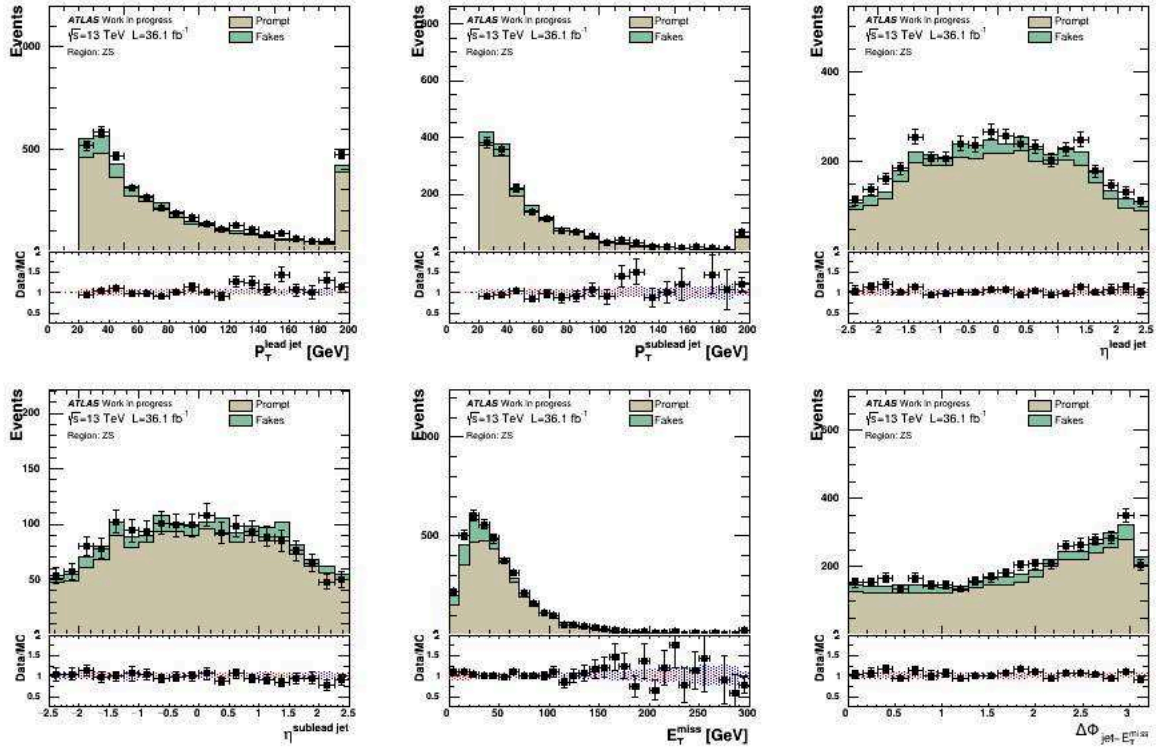 Events
1000
500
ATLAS Work in progress
√s=13 TeV L=36.1 fb⁻¹
Region: ZS
Prompt
Fakes
Data/MC
2
1.5
1
0.5
0 20 40 60 80 100 120 140 160 180 200
P_T^lead jet [GeV]
Events
800
600
400
200
ATLAS Work in progress
√s=13 TeV L=36.1 fb⁻¹
Region: ZS
Prompt
Fakes
Data/MC
2
1.5
1
0.5
0 20 40 60 80 100 120 140 160 180 200
P_T^sublead jet [GeV]
Events
400
200
ATLAS Work in progress
√s=13 TeV L=36.1 fb⁻¹
Region: ZS
Prompt
Fakes
Data/MC
2
1.5
1
0.5
-2.5 -2 -1.5 -1 -0.5 0 0.5 1 1.5 2 2.5
η^lead jet
Events
200
150
100
50
ATLAS Work in progress
√s=13 TeV L=36.1 fb⁻¹
Region: ZS
Prompt
Fakes
Data/MC
2
1.5
1
0.5
-2.5 -2 -1.5 -1 -0.5 0 0.5 1 1.5 2 2.5
η^sublead jet
Events
1000
500
ATLAS Work in progress
√s=13 TeV L=36.1 fb⁻¹
Region: ZS
Prompt
Fakes
Data/MC
2
1.5
1
0.5
0 50 100 150 200 250 300
E_T^miss [GeV]
Events
600
400
200
ATLAS Work in progress
√s=13 TeV L=36.1 fb⁻¹
Region: ZS
Prompt
Fakes
Data/MC
2
1.5
1
0.5
0 0.5 1 1.5 2 2.5 3
ΔΦ_jet-E_T^miss